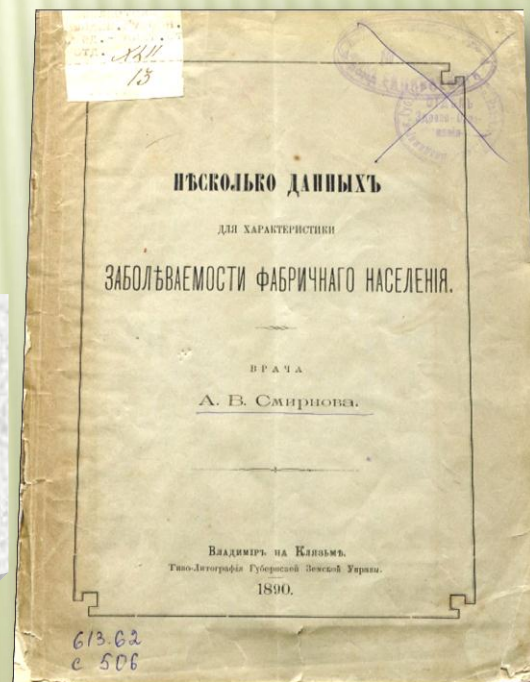 XLII
13
НѢСКОЛЬКО ДАННЫХЪ
ДЛЯ ХАРАКТЕРИСТИКИ
ЗАБОЛѢВАЕМОСТИ ФАБРИЧНАГО НАСЕЛЕНІЯ.
ВРАЧА
А. В. Смирнова.
Владиміръ на Клязьмѣ.
Типо-Литографія Губернской Земской Управы.
1890.
613.62
с 506